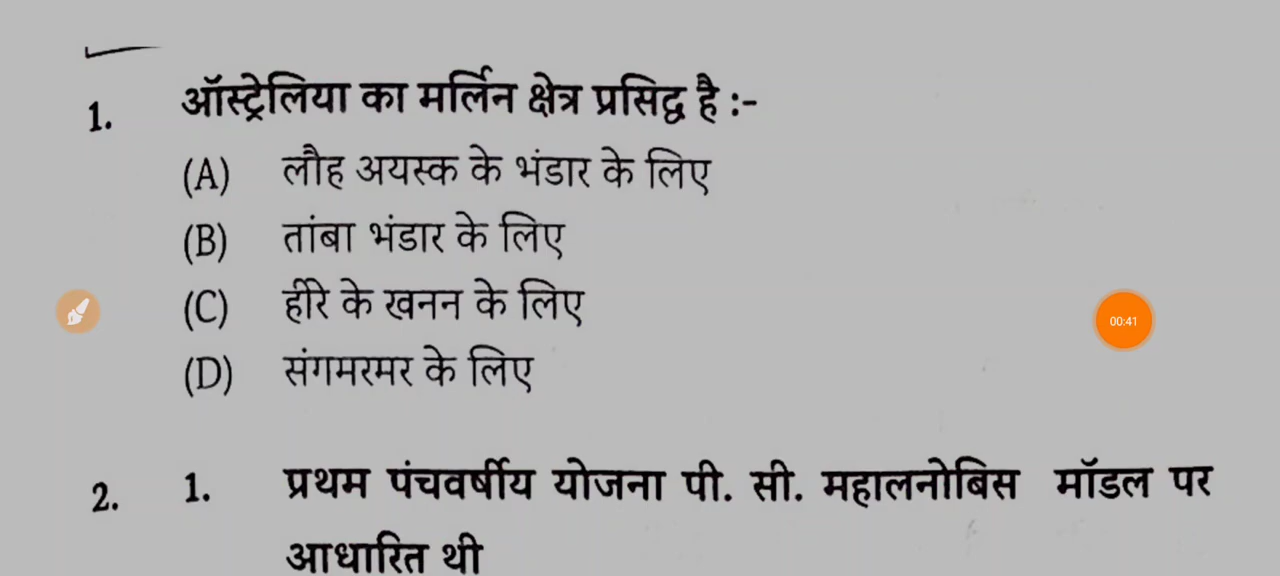 1. ऑस्ट्रेलिया का मर्लिन क्षेत्र प्रसिद्ध है :-
(A) लौह अयस्क के भंडार के लिए
(B) तांबा भंडार के लिए
(C) हीरे के खनन के लिए
(D) संगमरमर के लिए
00:41
2. 1. प्रथम पंचवर्षीय योजना पी. सी. महालनोबिस मॉडल पर
आधारित थी